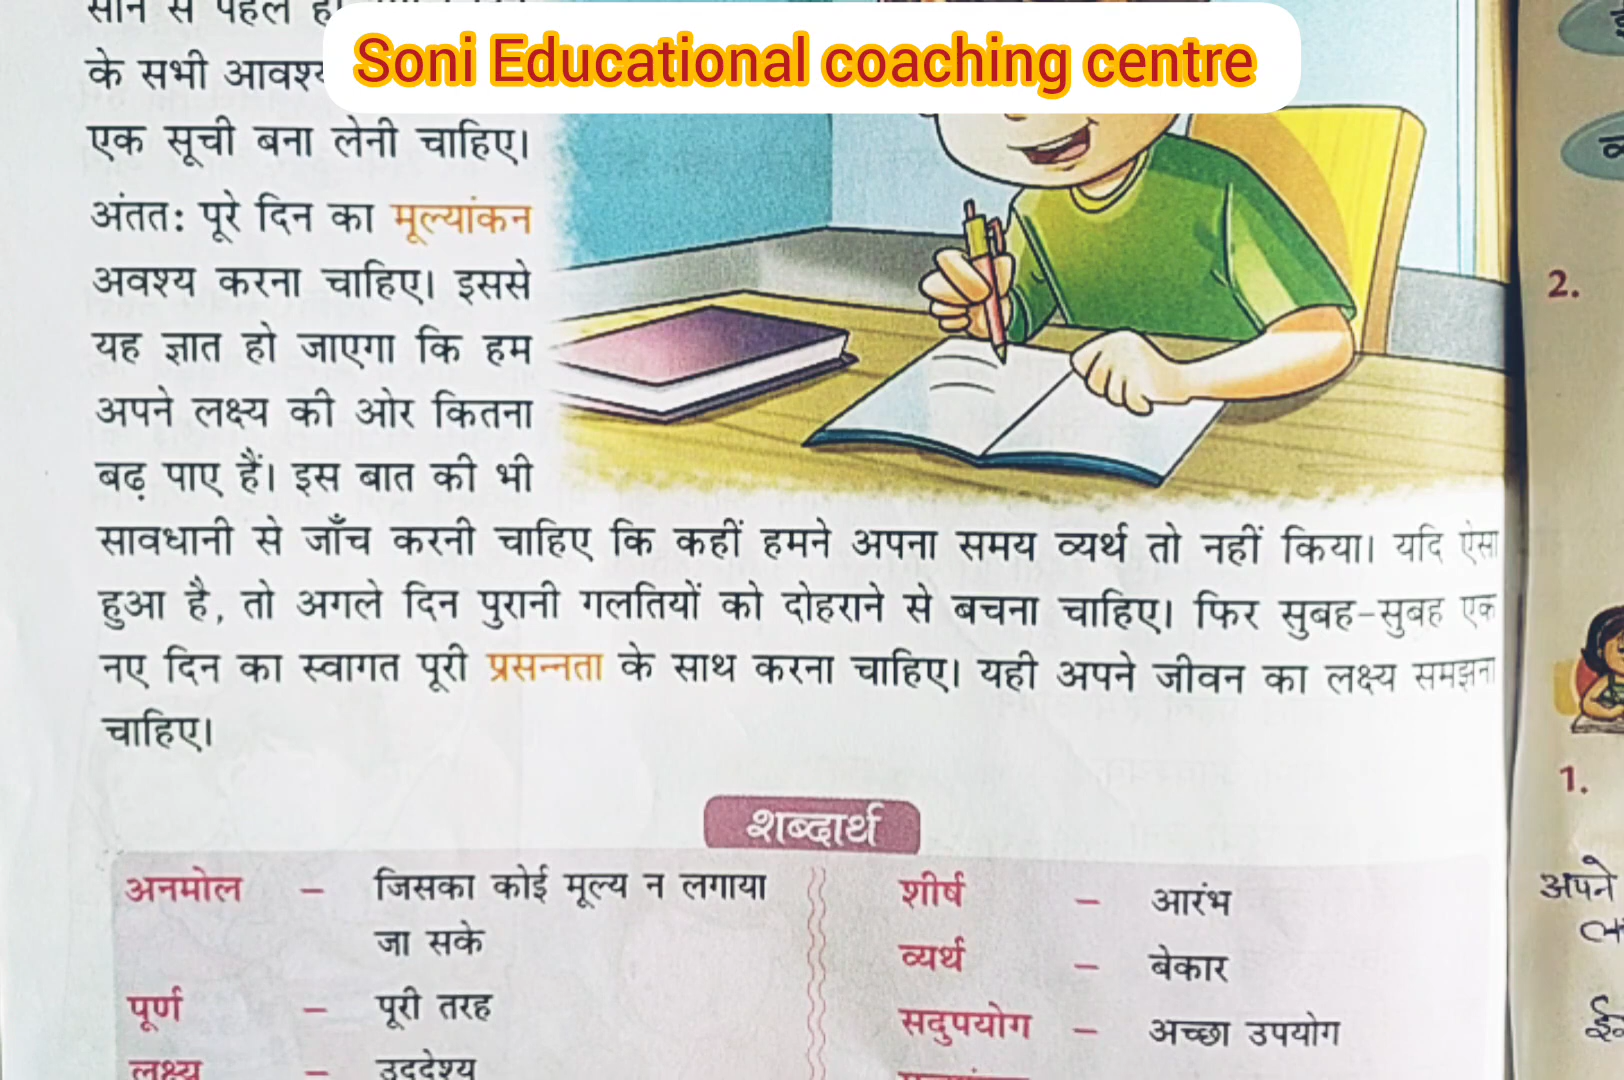 Soni Educational coaching centre
सोने से पहले
के सभी
एक सूची बना लेनी चाहिए।
अंततः पूरे दिन का मूल्यांकन
अवश्य करना चाहिए। इससे
यह ज्ञात हो जाएगा कि हम
अपने लक्ष्य की ओर कितना
बढ़ पाए हैं। इस बात की भी
सावधानी से जाँच करनी चाहिए कि कहीं हमने अपना समय व्यर्थ तो नहीं किया। यदि ऐसा
हुआ है, तो अगले दिन पुरानी गलतियों को दोहराने से बचना चाहिए। फिर सुबह-सुबह एक
नए दिन का स्वागत पूरी प्रसन्नता के साथ करना चाहिए। यही अपने जीवन का लक्ष्य समझना
चाहिए।
शब्दार्थ
अनमोल – जिसका कोई मूल्य न लगाया
जा सके
पूर्ण – पूरी तरह
लक्ष्य – उद्देश्य
शीर्ष – आरंभ
व्यर्थ – बेकार
सदुपयोग – अच्छा उपयोग
2.
1.
अपने